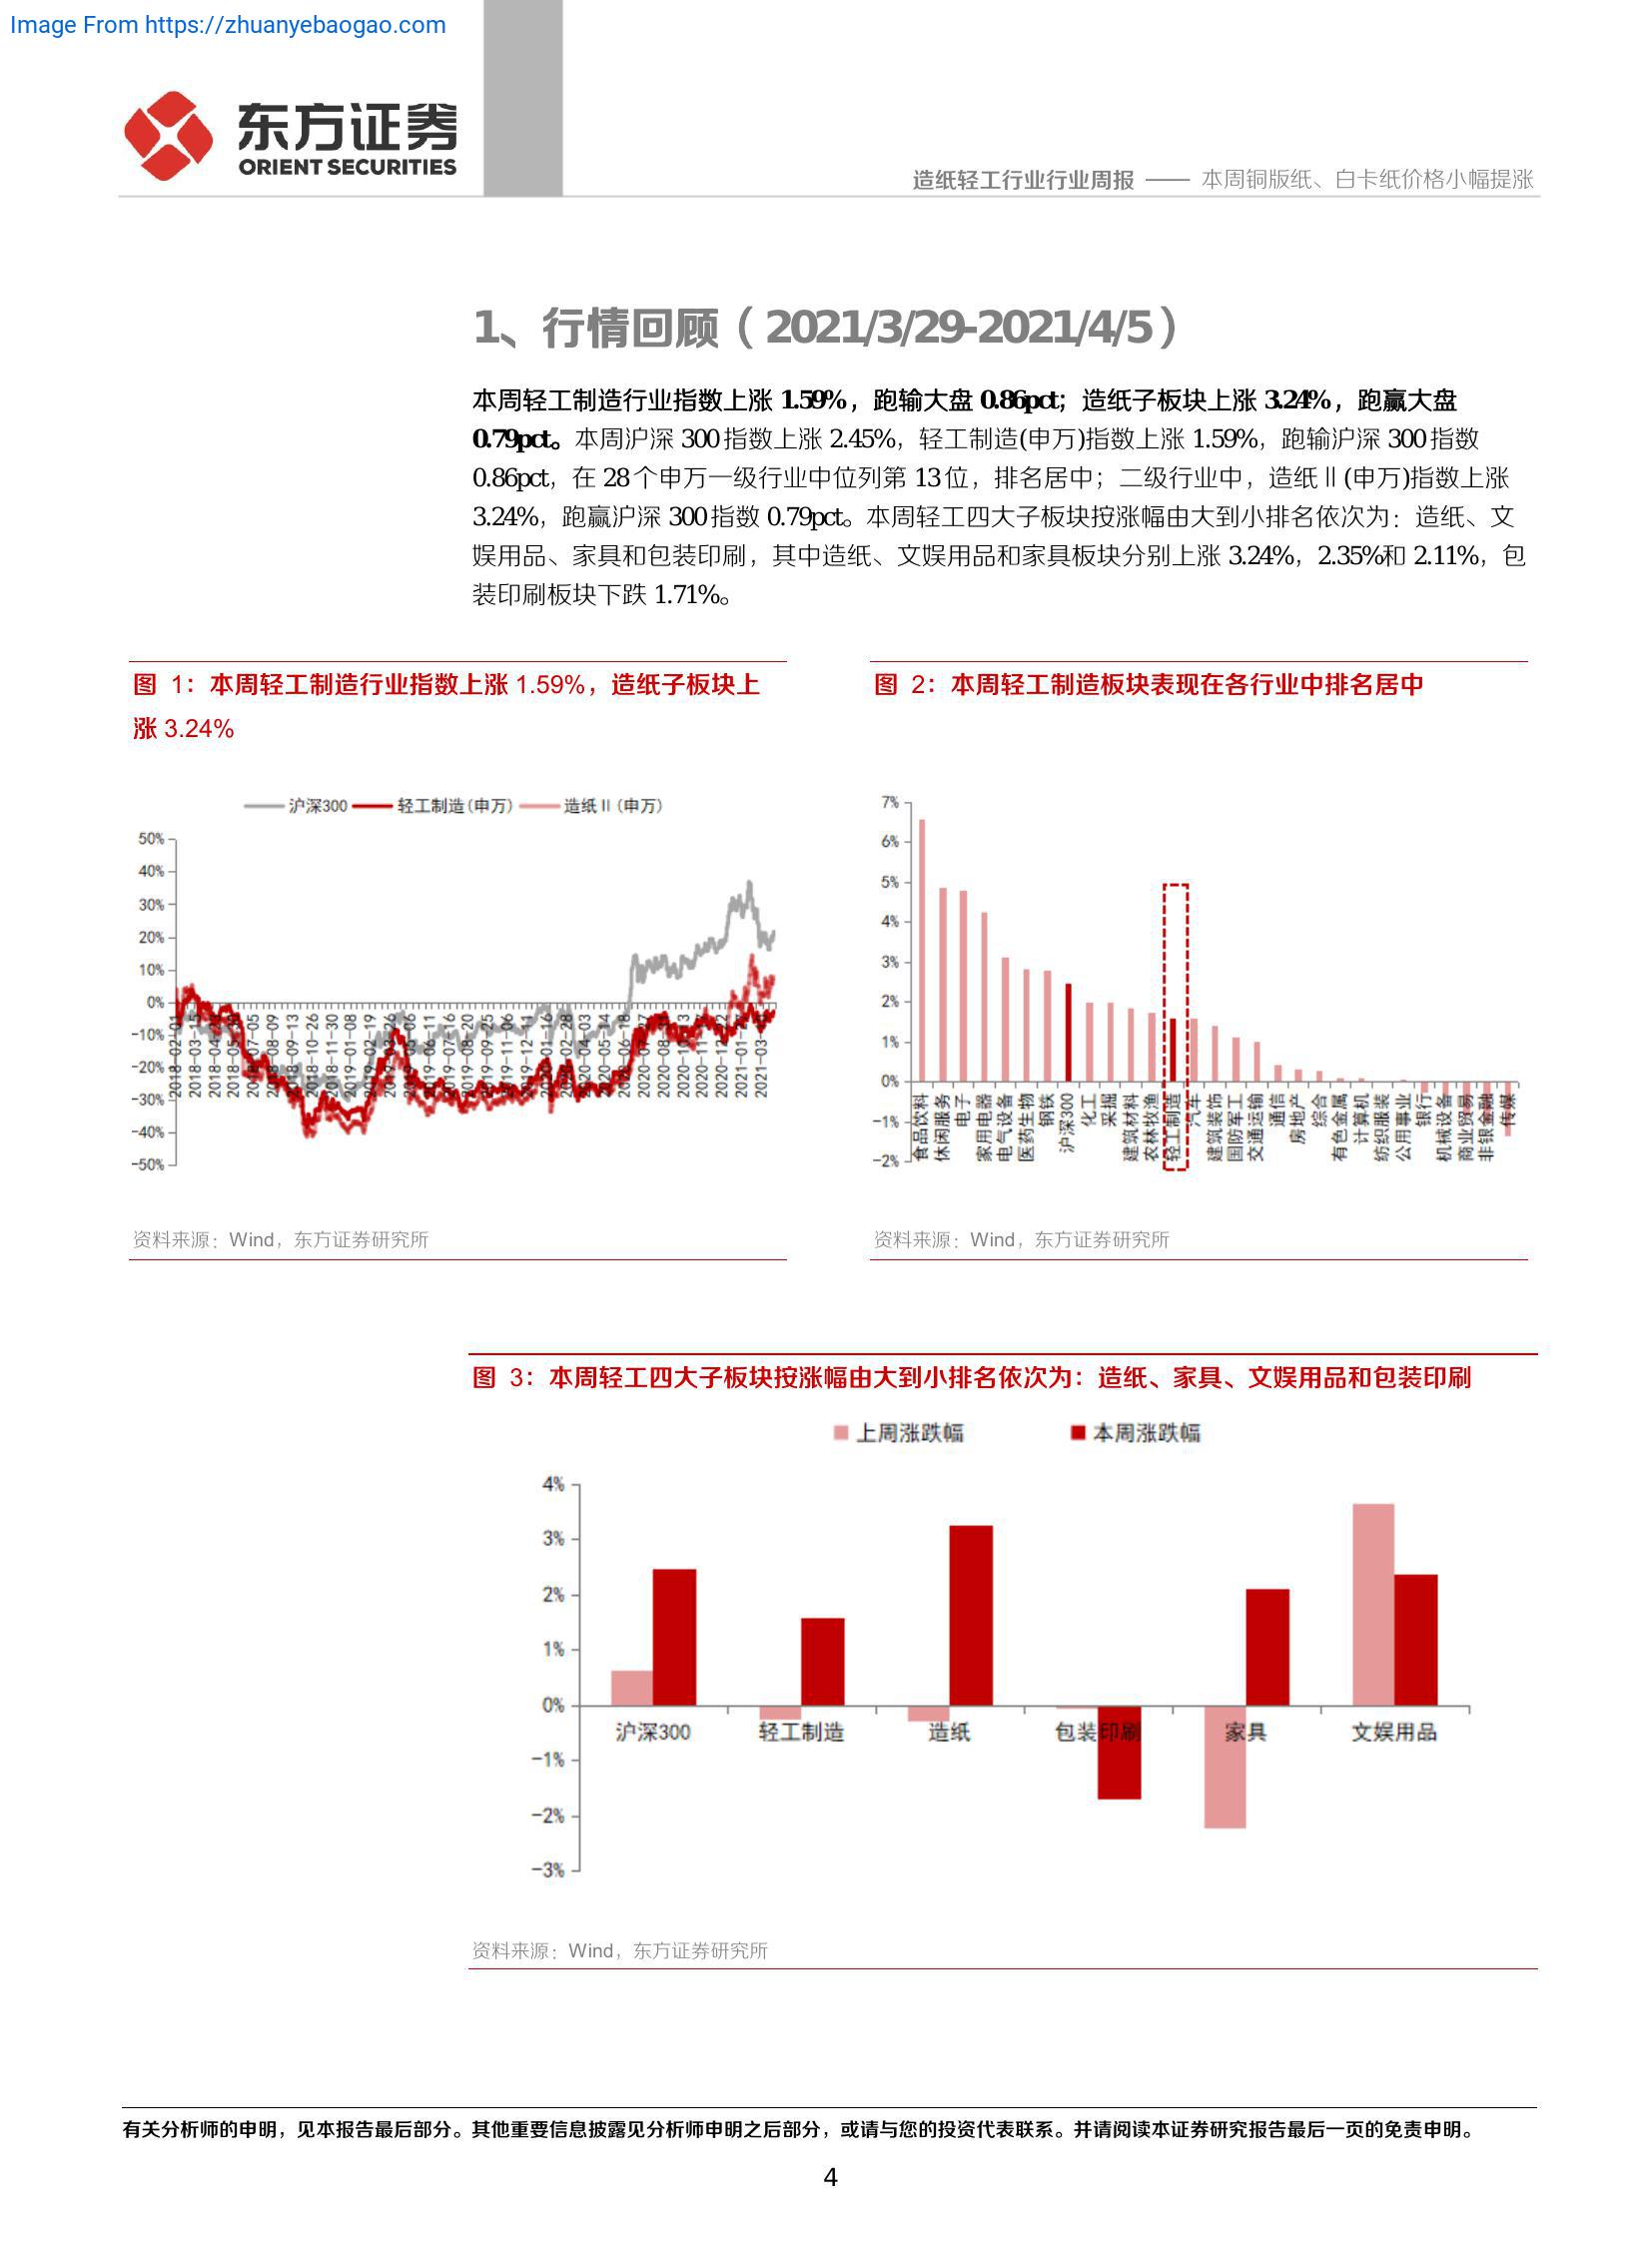 Image From https://zhuanyebaogao.com
东方证券
ORIENT SECURITIES
造纸轻工行业行业周报 —— 本周铜版纸、白卡纸价格小幅提涨
1、行情回顾（2021/3/29-2021/4/5）
本周轻工制造行业指数上涨 1.59%，跑输大盘 0.86pct；造纸子板块上涨 3.24%，跑赢大盘
0.79pct。本周沪深 300 指数上涨 2.45%，轻工制造(申万)指数上涨 1.59%，跑输沪深 300 指数
0.86pct，在 28 个申万一级行业中位列第 13 位，排名居中；二级行业中，造纸Ⅱ(申万)指数上涨
3.24%，跑赢沪深 300 指数 0.79pct。本周轻工四大子板块按涨幅由大到小排名依次为：造纸、文
娱用品、家具和包装印刷，其中造纸、文娱用品和家具板块分别上涨 3.24%，2.35%和 2.11%，包
装印刷板块下跌 1.71%。
图 1：本周轻工制造行业指数上涨 1.59%，造纸子板块上
涨 3.24%
沪深300 轻工制造(申万) 造纸Ⅱ(申万)
50%
40%
30%
20%
10%
0%
-10%
-20%
-30%
-40%
-50%
2018-02-01
2018-03-15
2018-07-05
2018-08-09
2018-09-13
2018-10-26
2018-11-30
2019-01-08
2019-02-19
2019-03-26
2019-06-11
2019-07-16
2019-08-20
2019-09-25
2019-11-06
2019-12-11
2020-01-16
2020-02-28
2020-04-03
2020-05-14
2020-06-18
2020-10-13
图 2：本周轻工制造板块表现在各行业中排名居中
7%
6%
5%
4%
3%
2%
1%
0%
-1%
-2%
食品饮料
休闲服务
电子
家用电器
电气设备
医药生物
钢铁
沪深300
化工
采掘
建筑材料
农林牧渔
轻工制造
汽车
建筑装饰
国防军工
交通运输
通信
房地产
综合
有色金属
计算机
纺织服装
公用事业
银行
机械设备
商业贸易
非银金融
传媒
资料来源：Wind，东方证券研究所
资料来源：Wind，东方证券研究所
图 3：本周轻工四大子板块按涨幅由大到小排名依次为：造纸、家具、文娱用品和包装印刷
上周涨跌幅 本周涨跌幅
4%
3%
2%
1%
0%
-1%
-2%
-3%
沪深300 轻工制造 造纸 包装印刷 家具 文娱用品
资料来源：Wind，东方证券研究所
有关分析师的申明，见本报告最后部分。其他重要信息披露见分析师申明之后部分，或请与您的投资代表联系。并请阅读本证券研究报告最后一页的免责申明。
4